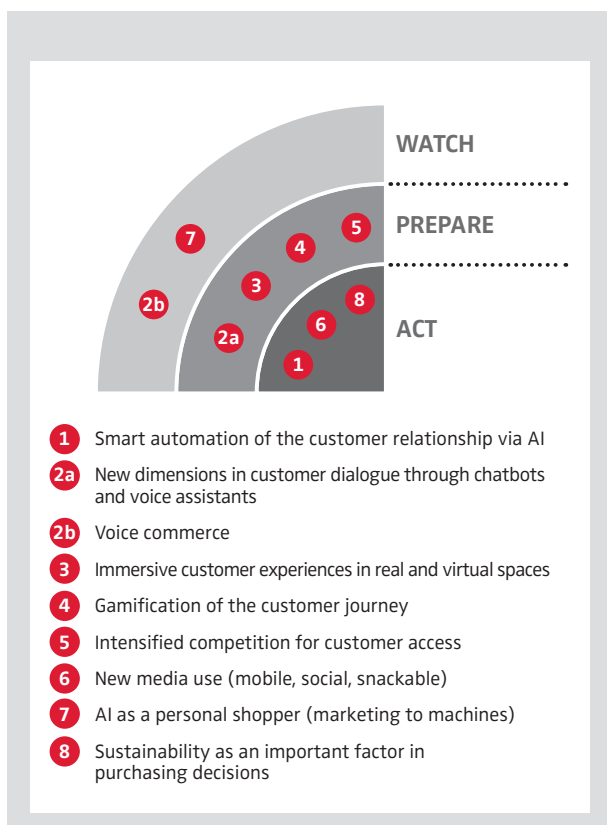 WATCH
7
5
PREPARE
4
3
2b
8
2a
6
ACT
1
1 Smart automation of the customer relationship via AI
2a New dimensions in customer dialogue through chatbots
and voice assistants
2b Voice commerce
3 Immersive customer experiences in real and virtual spaces
4 Gamification of the customer journey
5 Intensified competition for customer access
6 New media use (mobile, social, snackable)
7 AI as a personal shopper (marketing to machines)
8 Sustainability as an important factor in
purchasing decisions